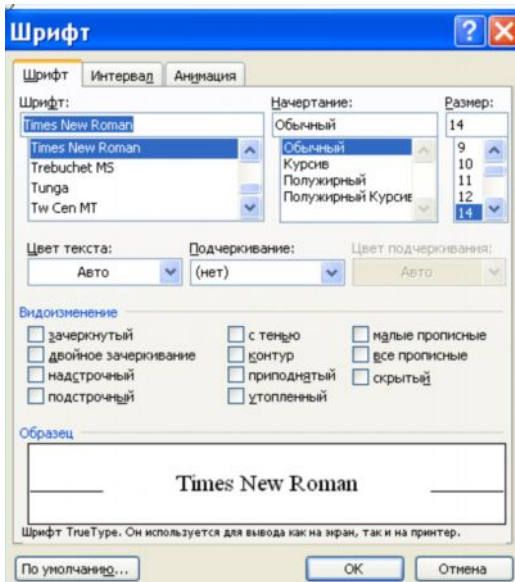 Шрифт
Шрифт Интервал Анимация
Шрифт: Начертание: Размер:
Times New Roman Обычный 14
Times New Roman Обычный 9
Trebuchet MS Курсив 10
Tunga Полужирный 11
Tw Cen MT Полужирный Курсив 12
14
Цвет текста: Подчеркивание: Цвет подчеркивания:
Авто (нет) Авто
Видоизменение
зачеркнутый с тенью малые прописные
двойное зачеркивание контур все прописные
надстрочный приподнятый скрытый
подстрочный утопленный
Образец
Times New Roman
Шрифт TrueType. Он используется для вывода как на экран, так и на принтер.
По умолчанию... ОК Отмена